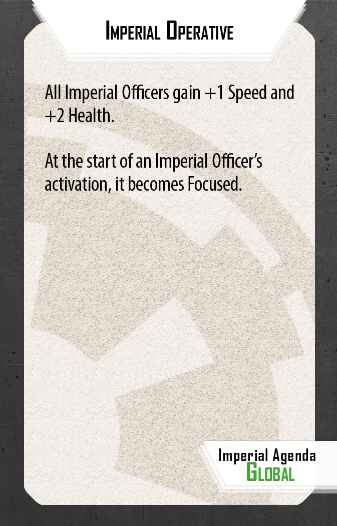 Imperial Operative
All Imperial Officers gain +1 Speed and
+2 Health.
At the start of an Imperial Officer's
activation, it becomes Focused.
Imperial Agenda
Global